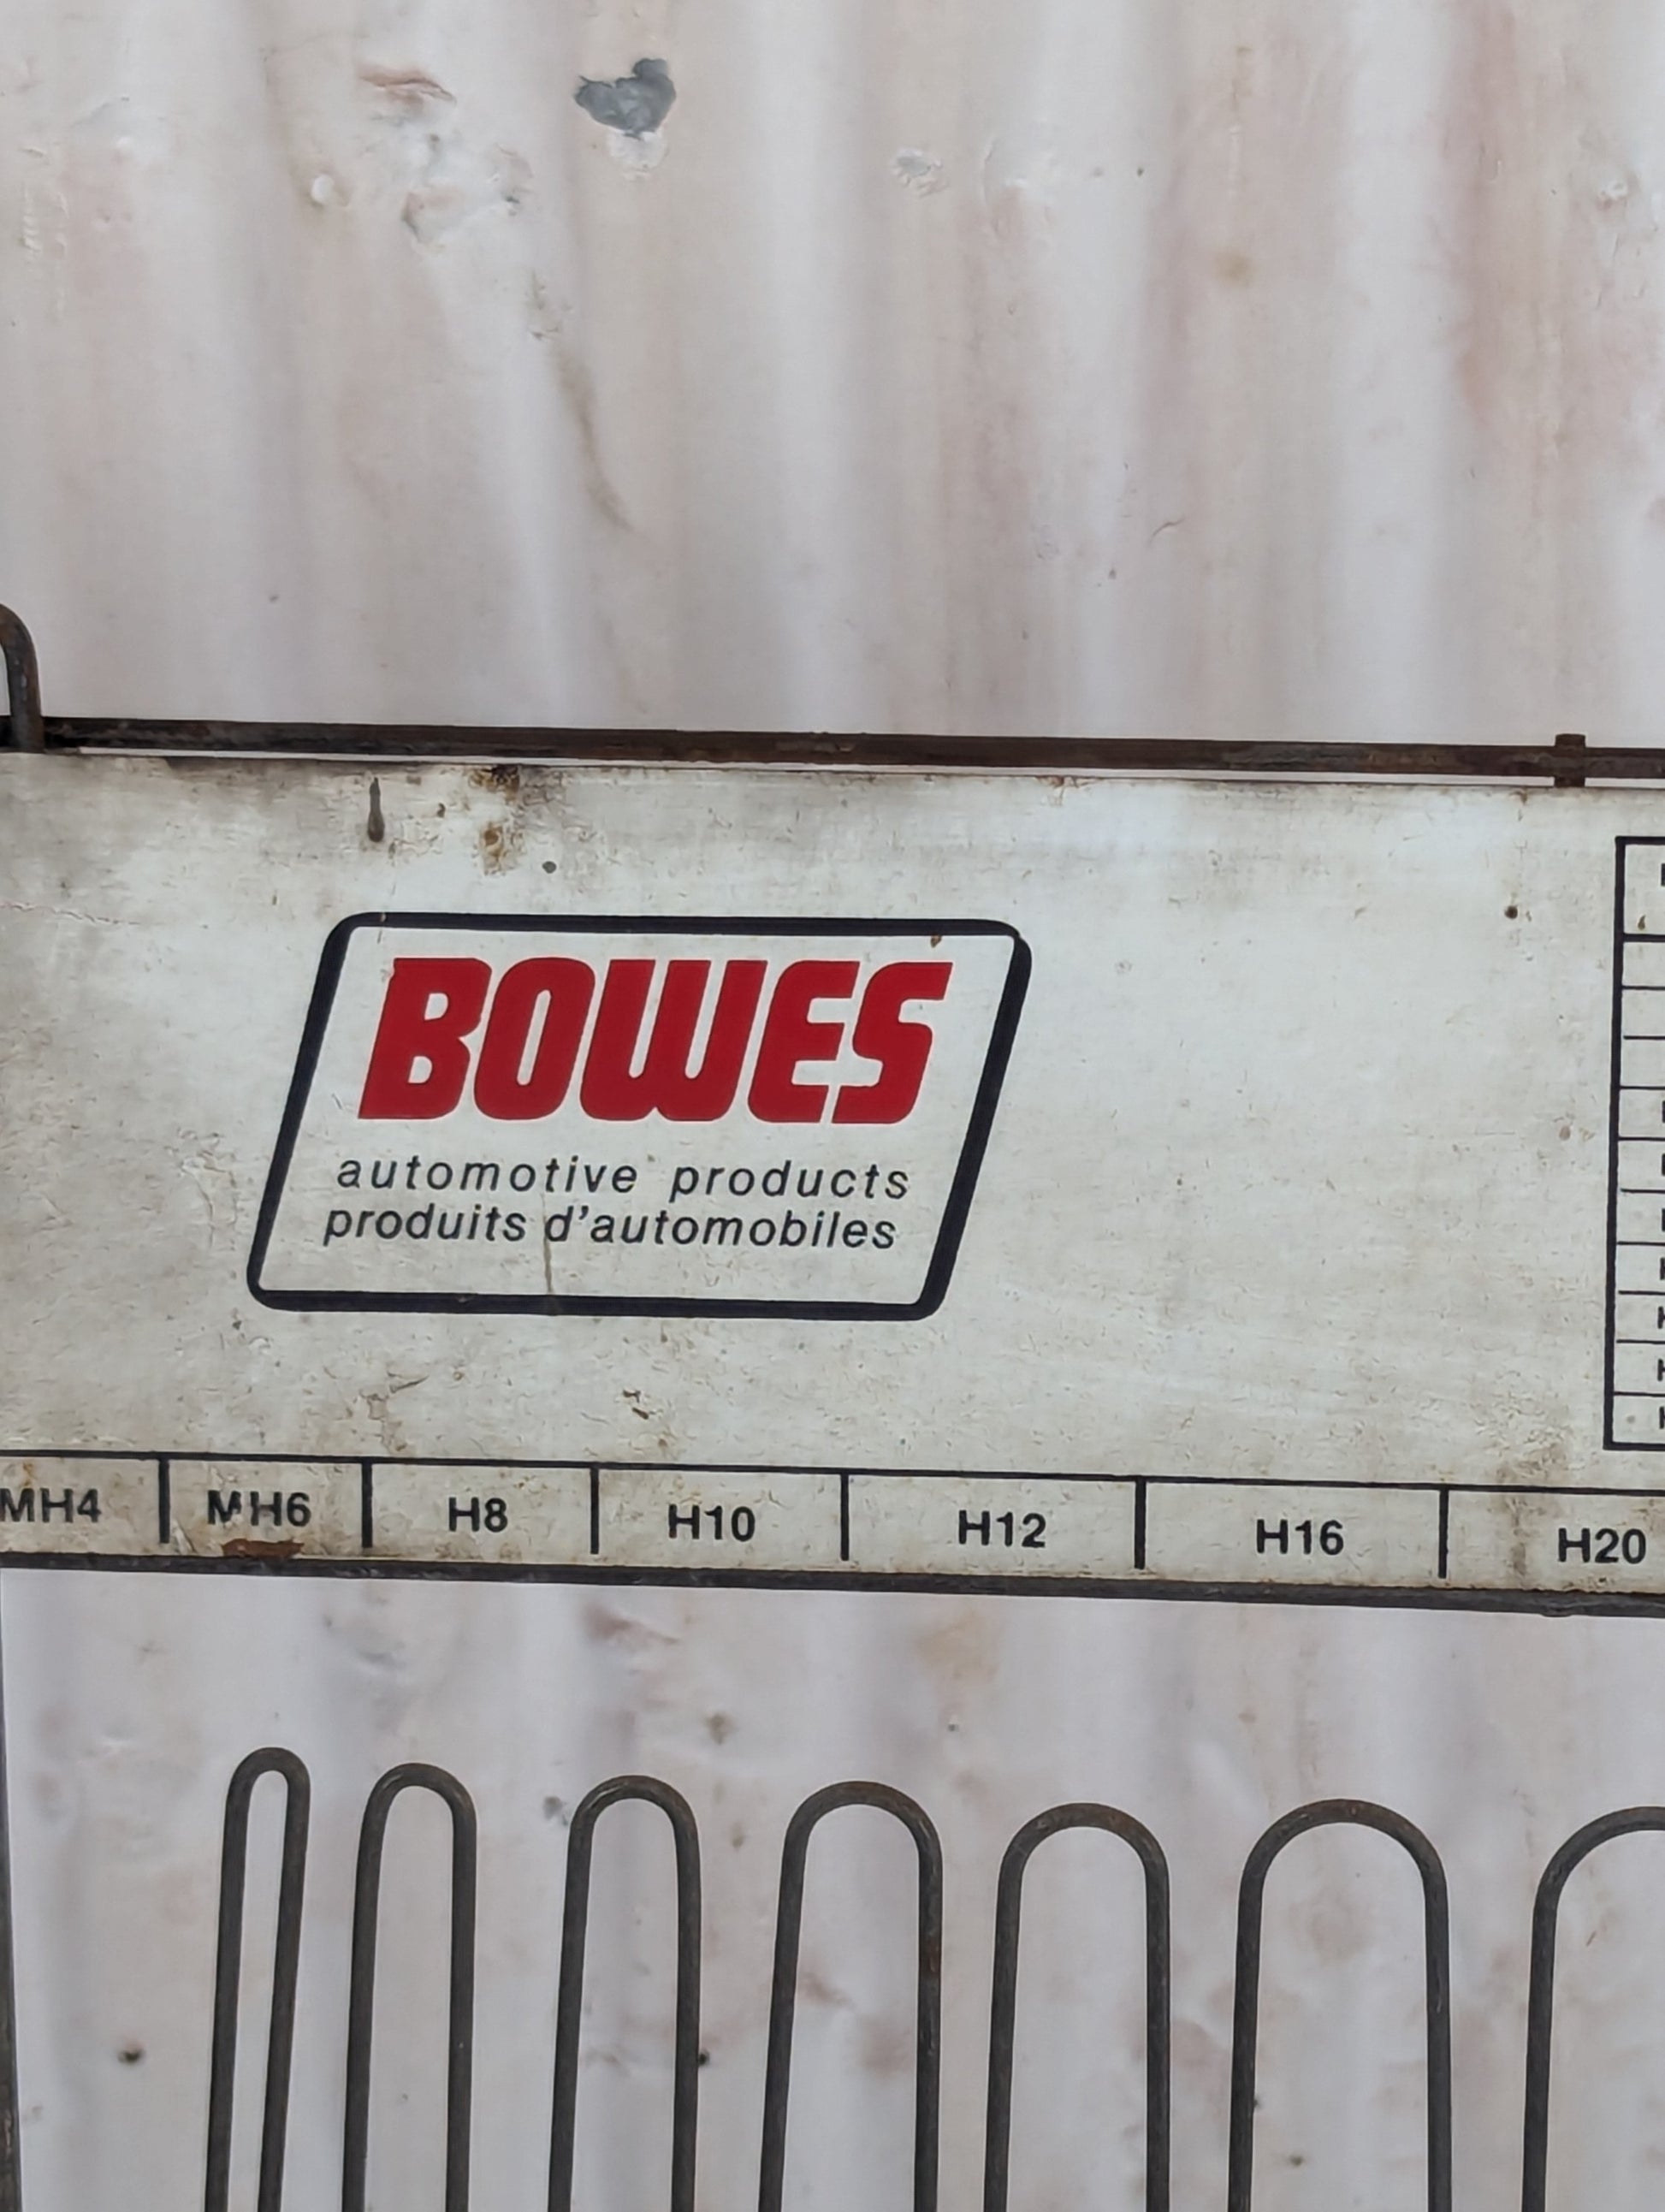 BOWES
automotive products
produits d'automobiles
MH4 MH6 H8 H10 H12 H16 H20